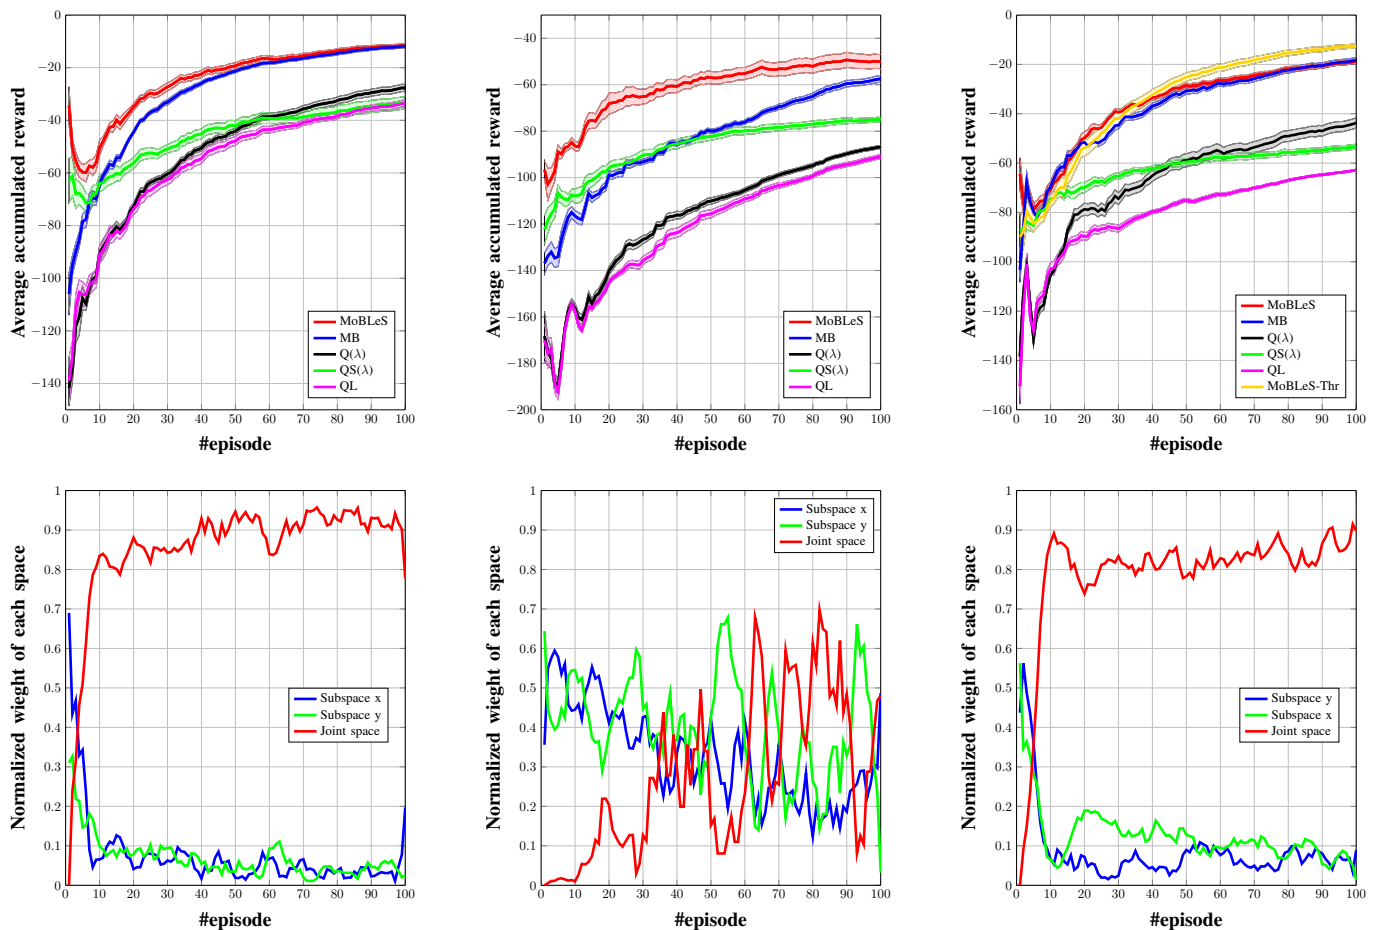 Average accumulated reward
0
−20
−40
−60
−80
−100
−120
−140
0 10 20 30 40 50 60 70 80 90 100
#episode
MoBLeS
MB
Q(λ)
QS(λ)
QL
Average accumulated reward
−40
−60
−80
−100
−120
−140
−160
−180
−200
0 10 20 30 40 50 60 70 80 90 100
#episode
MoBLeS
MB
Q(λ)
QS(λ)
QL
Average accumulated reward
0
−20
−40
−60
−80
−100
−120
−140
−160
0 10 20 30 40 50 60 70 80 90 100
#episode
MoBLeS
MB
Q(λ)
QS(λ)
QL
MoBLeS-Thr
Normalized wieght of each space
1
0.9
0.8
0.7
0.6
0.5
0.4
0.3
0.2
0.1
0
0 10 20 30 40 50 60 70 80 90 100
#episode
Subspace x
Subspace y
Joint space
Normalized wieght of each space
1
0.9
0.8
0.7
0.6
0.5
0.4
0.3
0.2
0.1
0
0 10 20 30 40 50 60 70 80 90 100
#episode
Subspace x
Subspace y
Joint space
Normalized wieght of each space
1
0.9
0.8
0.7
0.6
0.5
0.4
0.3
0.2
0.1
0
0 10 20 30 40 50 60 70 80 90 100
#episode
Subspace y
Subspace x
Joint space